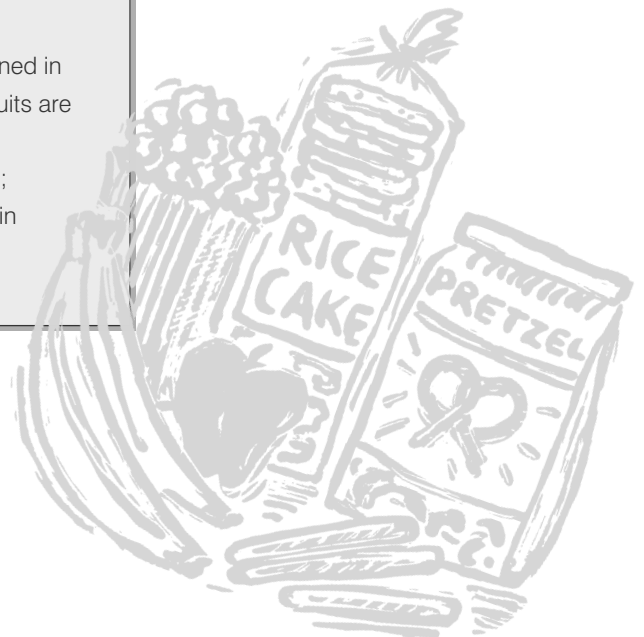 ned in
uits are
;
in
RICE
CAKE
PRETZEL